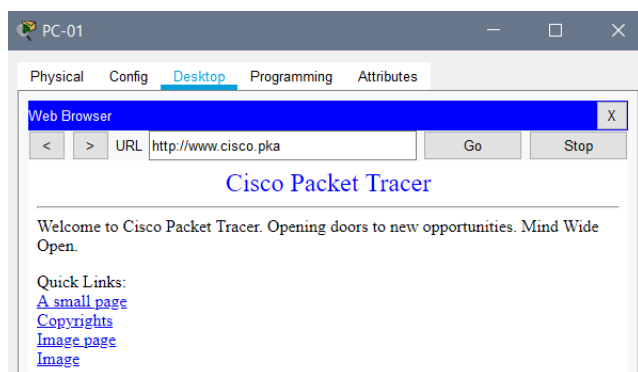 PC-01
Physical Config Desktop Programming Attributes
Web Browser X
< > URL http://www.cisco.pka Go Stop
Cisco Packet Tracer
Welcome to Cisco Packet Tracer. Opening doors to new opportunities. Mind Wide
Open.
Quick Links:
A small page
Copyrights
Image page
Image